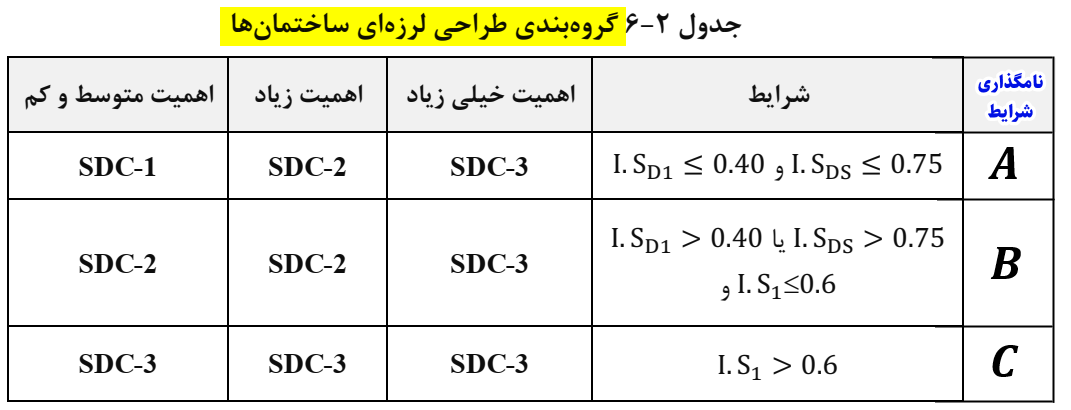 جدول ۲-۶ گروه‌بندی طراحی لرزه‌ای ساختمان‌ها
نامگذاری شرایط | شرایط | اهمیت خیلی زیاد | اهمیت زیاد | اهمیت متوسط و کم
A | I. S_DS ≤ 0.75 و I. S_D1 ≤ 0.40 | SDC-3 | SDC-2 | SDC-1
B | I. S_DS > 0.75 یا I. S_D1 > 0.40
و I. S_1≤0.6 | SDC-3 | SDC-2 | SDC-2
C | I. S_1 > 0.6 | SDC-3 | SDC-3 | SDC-3